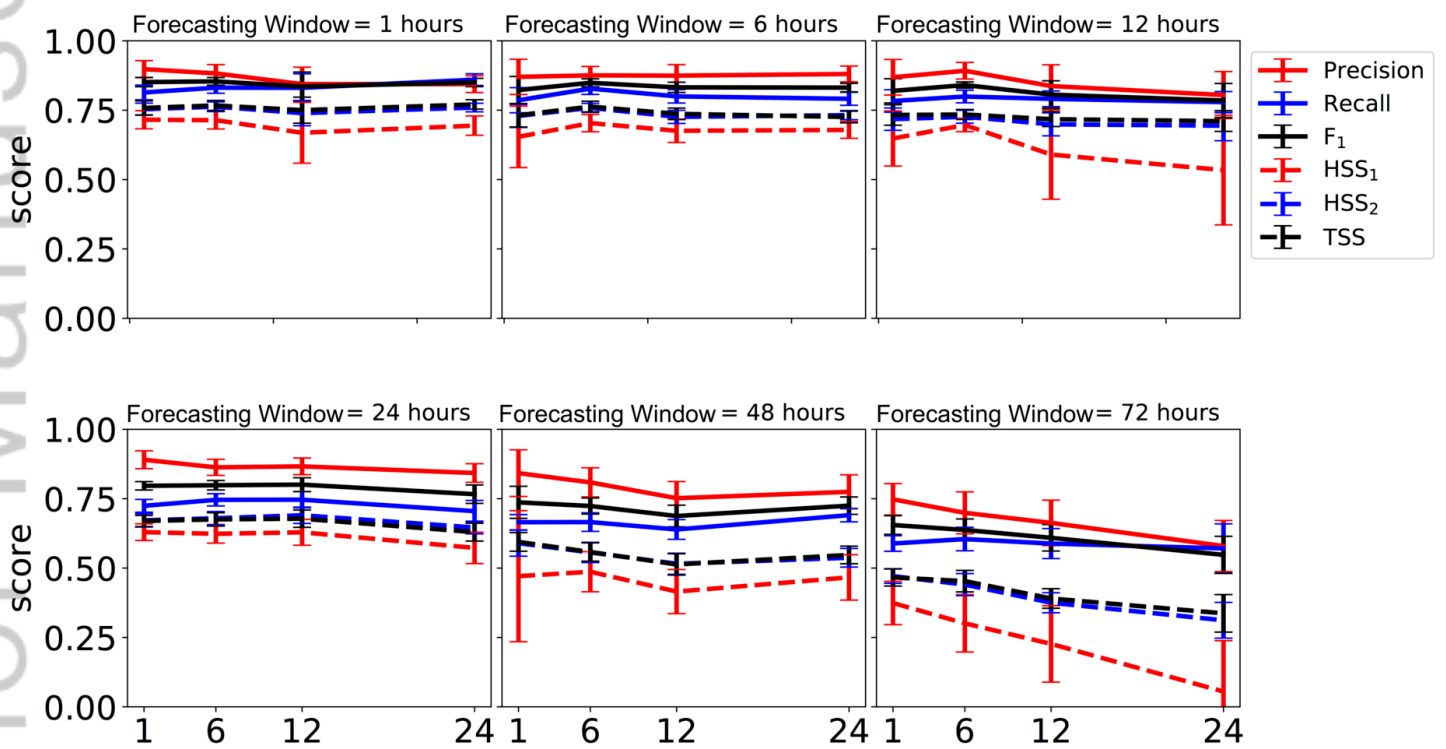 Forecasting Window = 1 hours
Forecasting Window = 6 hours
Forecasting Window = 12 hours
1.00
0.75
0.50
0.25
0.00
score
Precision
Recall
F₁
HSS₁
HSS₂
TSS
Forecasting Window = 24 hours
Forecasting Window = 48 hours
Forecasting Window = 72 hours
1.00
0.75
0.50
0.25
0.00
score
1 6 12 24
1 6 12 24
1 6 12 24